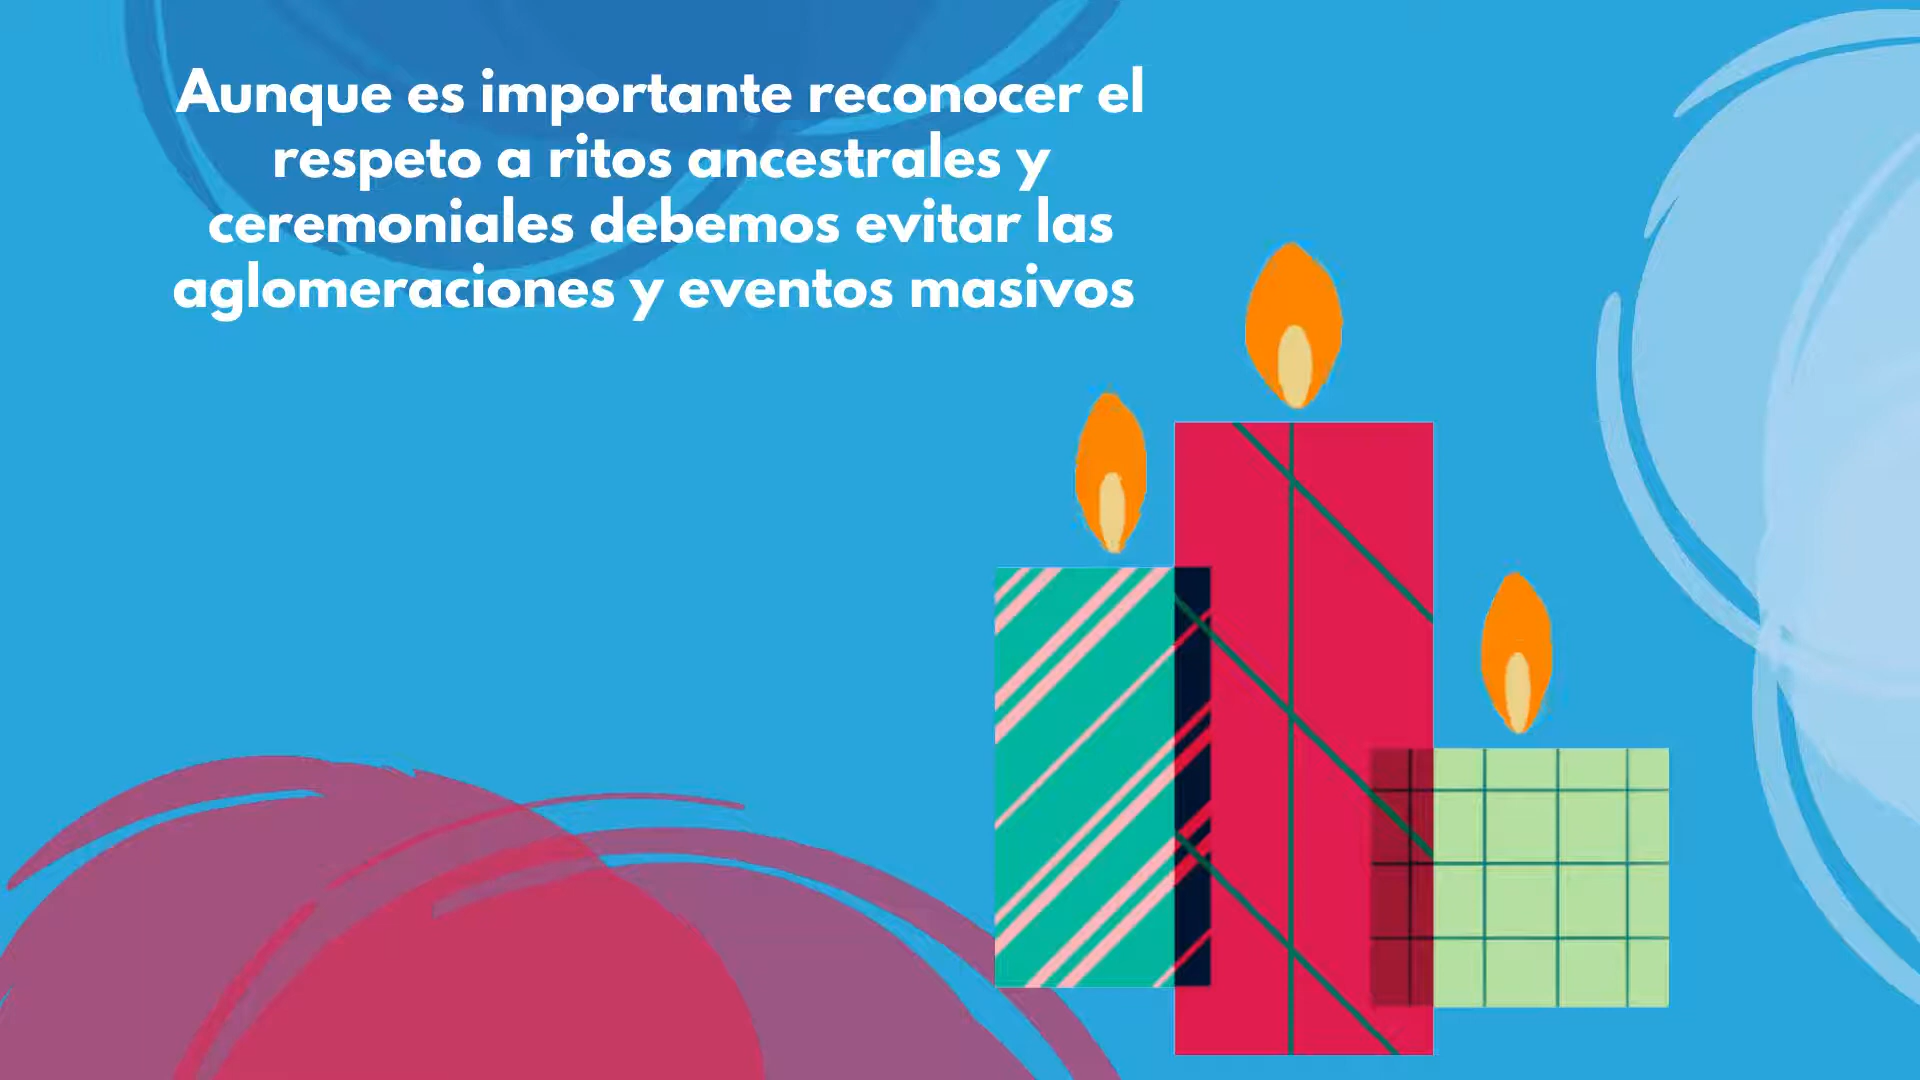 Aunque es importante reconocer el
respeto a ritos ancestrales y
ceremoniales debemos evitar las
aglomeraciones y eventos masivos